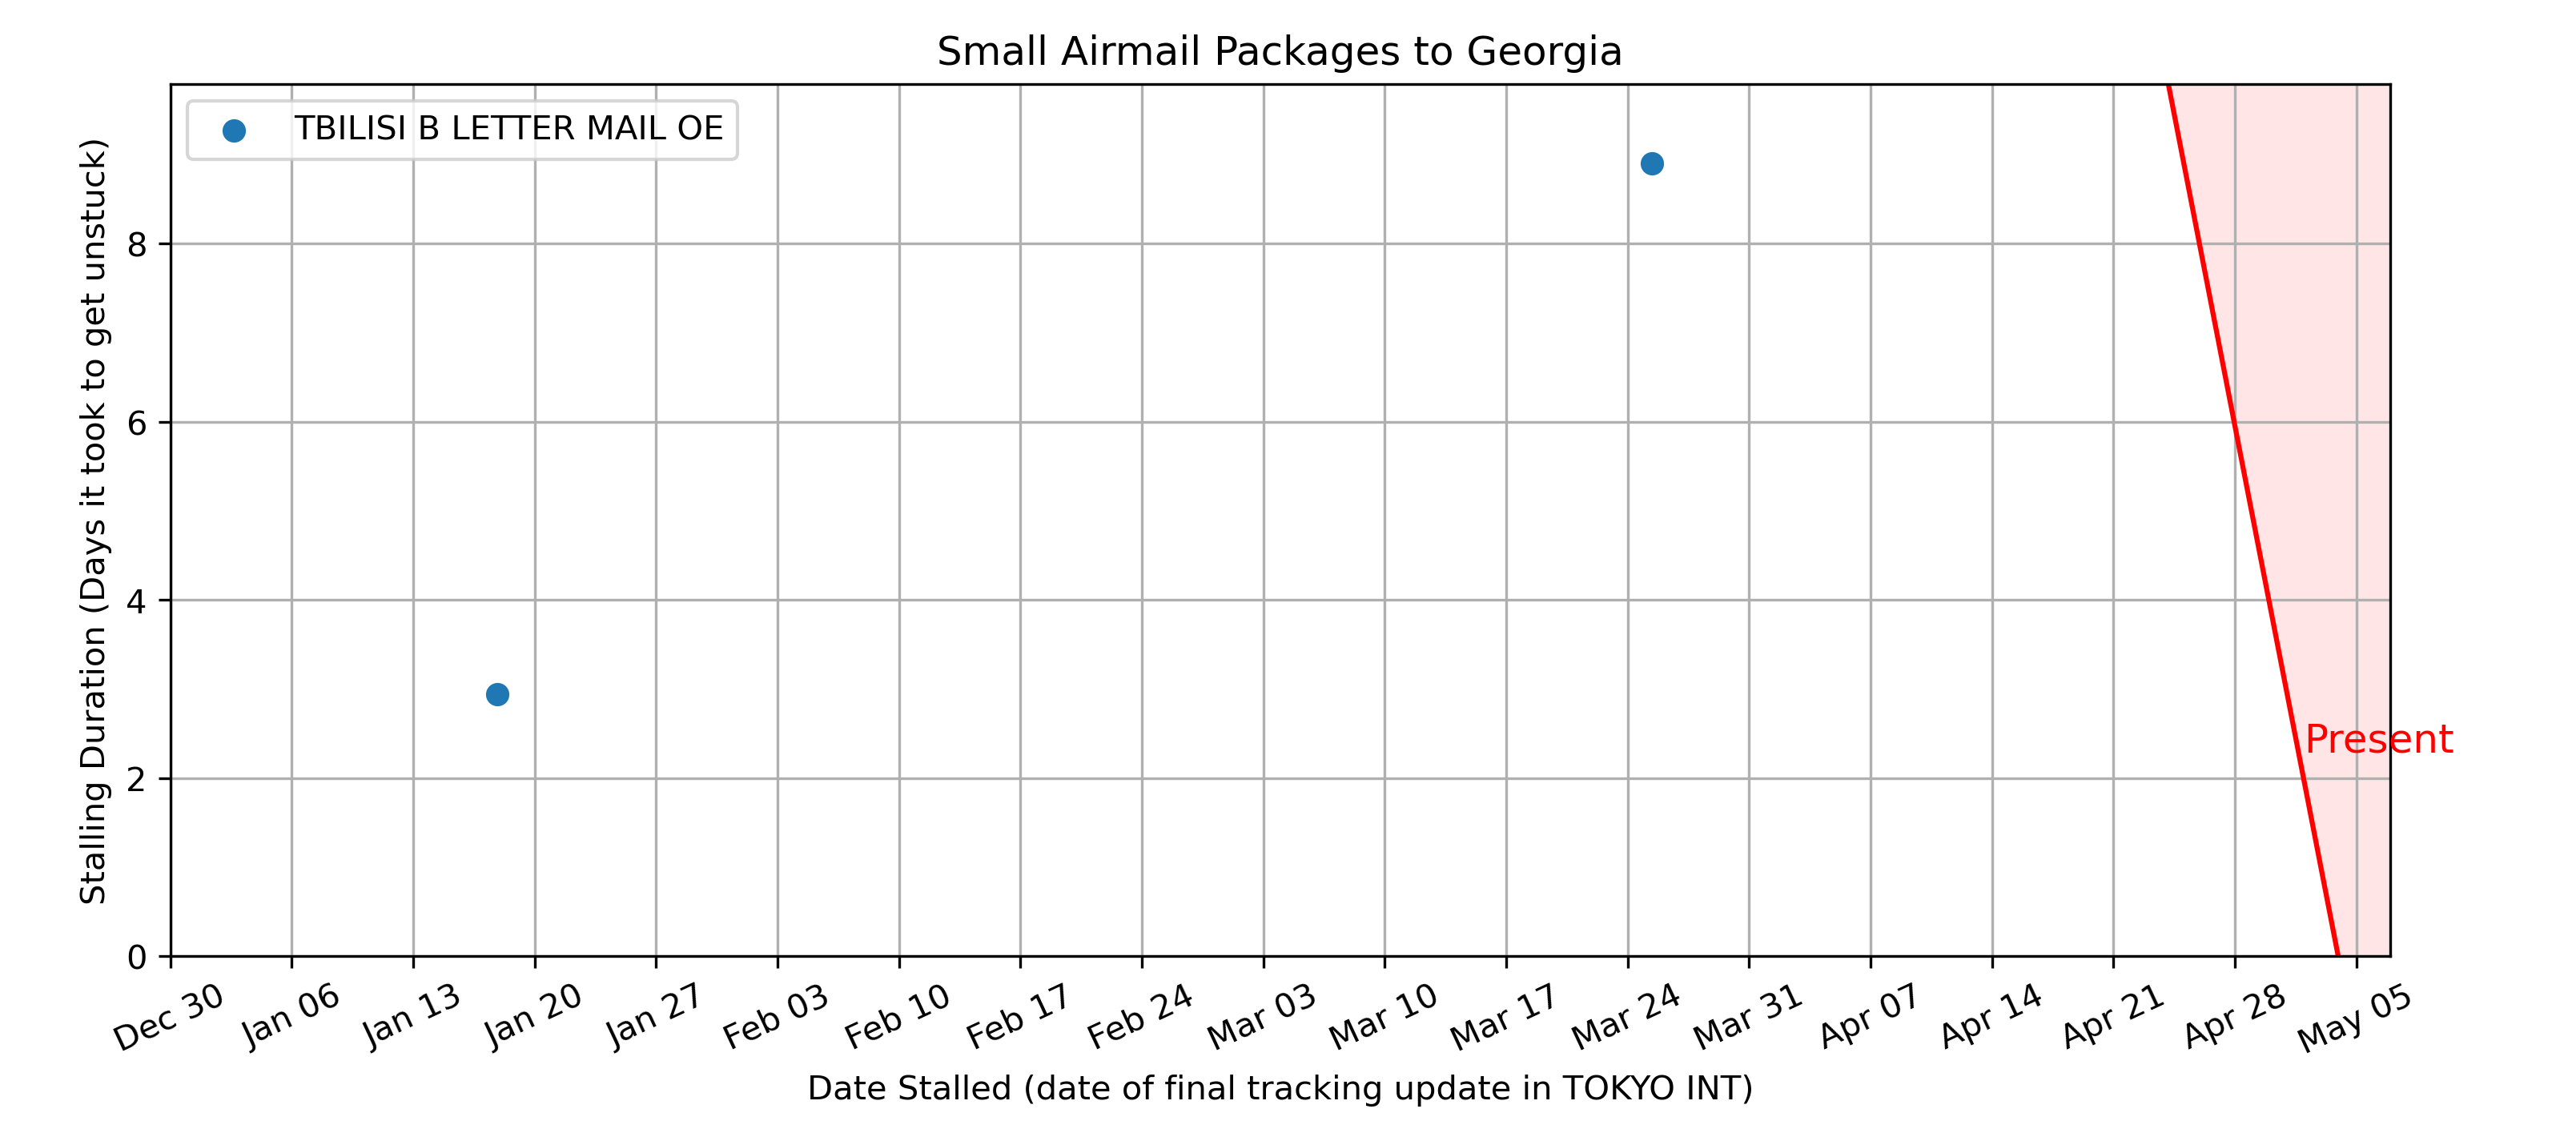 Small Airmail Packages to Georgia
TBILISI B LETTER MAIL OE
Stalling Duration (Days it took to get unstuck)
8
6
4
2
0
Present
Dec 30
Jan 06
Jan 13
Jan 20
Jan 27
Feb 03
Feb 10
Feb 17
Feb 24
Mar 03
Mar 10
Mar 17
Mar 24
Mar 31
Apr 07
Apr 14
Apr 21
Apr 28
May 05
Date Stalled (date of final tracking update in TOKYO INT)